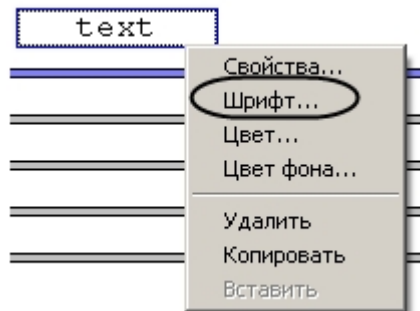 text
Свойства...
Шрифт...
Цвет...
Цвет фона...
Удалить
Копировать
Вставить